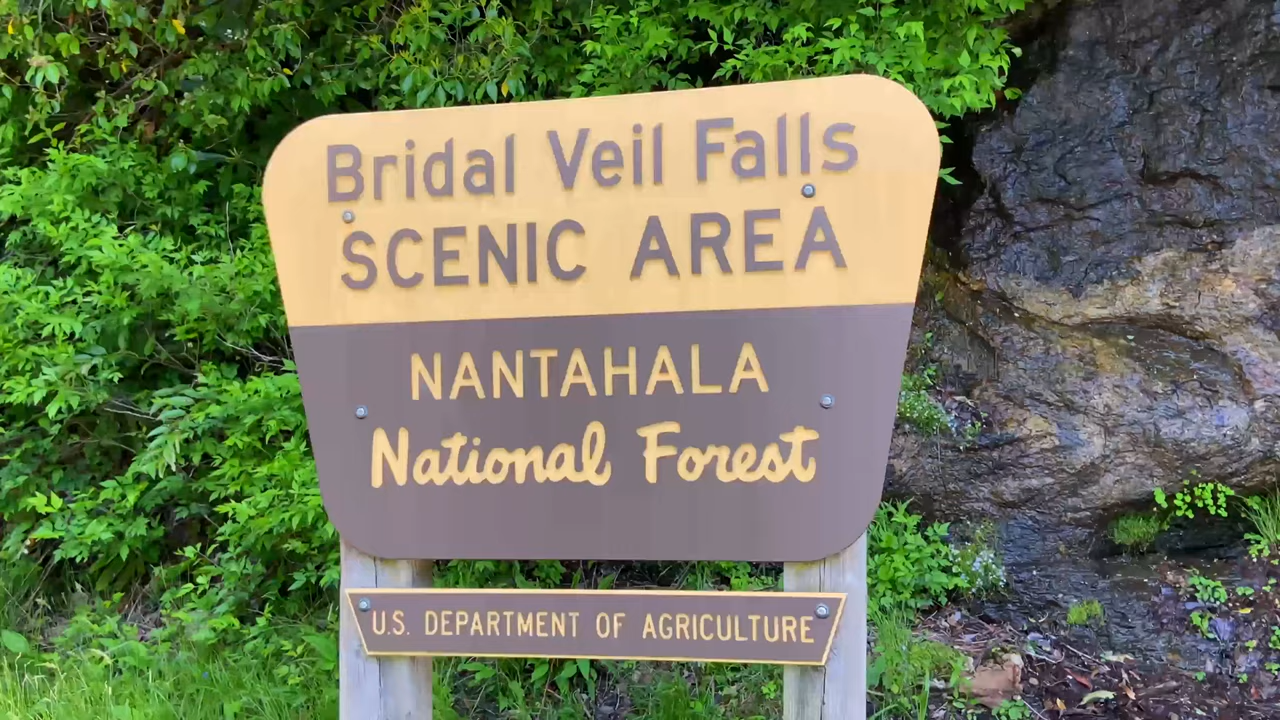 Bridal Veil Falls
SCENIC AREA
NANTAHALA
National Forest
U.S. DEPARTMENT OF AGRICULTURE